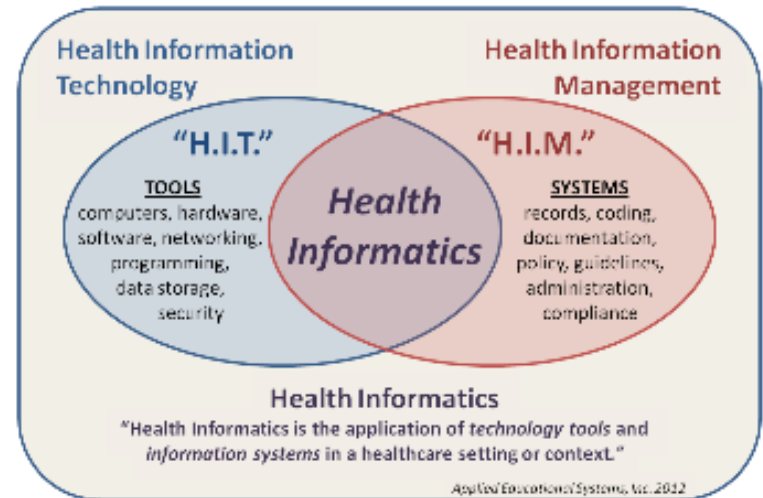 Health Information
Technology
Health Information
Management
“H.I.T.”
TOOLS
computers, hardware,
software, networking,
programming,
data storage,
security
Health
Informatics
“H.I.M.”
SYSTEMS
records, coding,
documentation,
policy, guidelines,
administration,
compliance
Health Informatics
“Health Informatics is the application of technology tools and
information systems in a healthcare setting or context.”
Applied Educational Systems, Inc. 2012